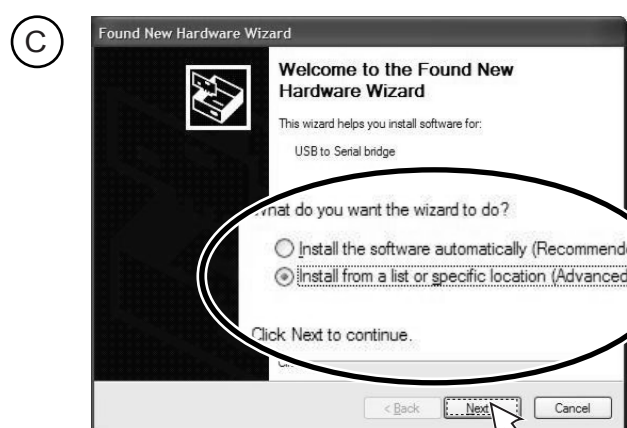 C
Found New Hardware Wizard
Welcome to the Found New
Hardware Wizard
This wizard helps you install software for:
USB to Serial bridge
What do you want the wizard to do?
Install the software automatically (Recommende
Install from a list or specific location (Advanced
Click Next to continue.
< Back
Next
Cancel